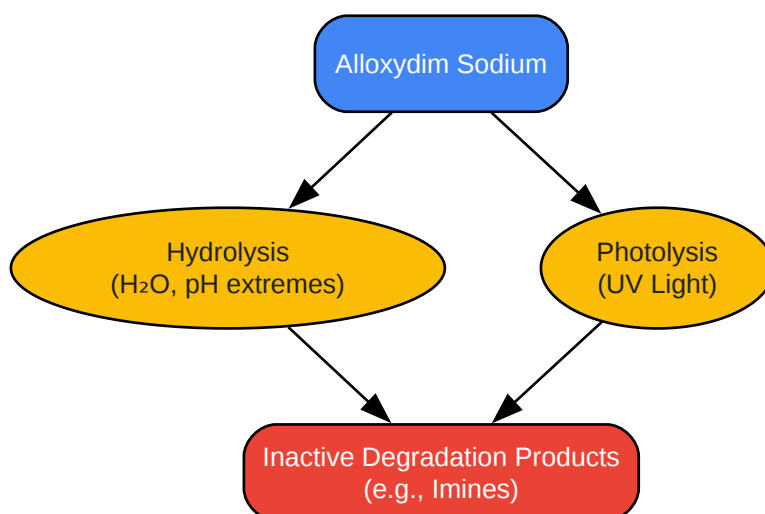 Alloxydim Sodium
Hydrolysis
(H₂O, pH extremes)
Photolysis
(UV Light)
Inactive Degradation Products
(e.g., Imines)